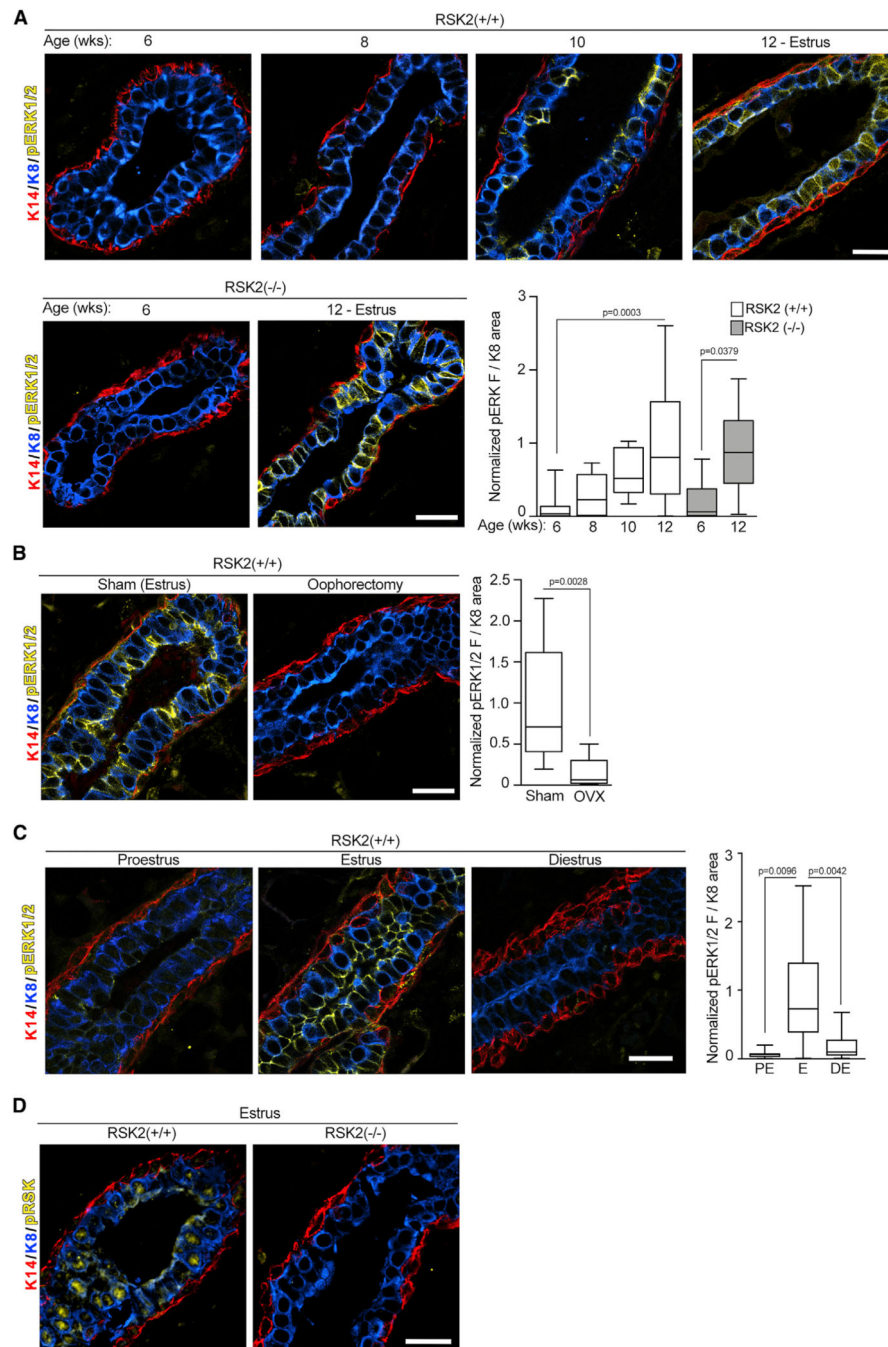 A
RSK2(+/+)
Age (wks): 6 8 10 12 - Estrus
K14/K8/pERK1/2
RSK2(-/-)
Age (wks): 6 12 - Estrus
K14/K8/pERK1/2
Normalized pERK F / K8 area
3
2
1
0
p=0.0003
p=0.0379
RSK2 (+/+)
RSK2 (-/-)
Age (wks): 6 8 10 12 6 12
B
RSK2(+/+)
Sham (Estrus) Oophorectomy
K14/K8/pERK1/2
Normalized pERK1/2 F / K8 area
2.5
2.0
1.5
1.0
0.5
0
p=0.0028
Sham OVX
C
RSK2(+/+)
Proestrus Estrus Diestrus
K14/K8/pERK1/2
Normalized pERK1/2 F / K8 area
3
2
1
0
p=0.0096 p=0.0042
PE E DE
D
Estrus
RSK2(+/+) RSK2(-/-)
K14/K8/pRSK